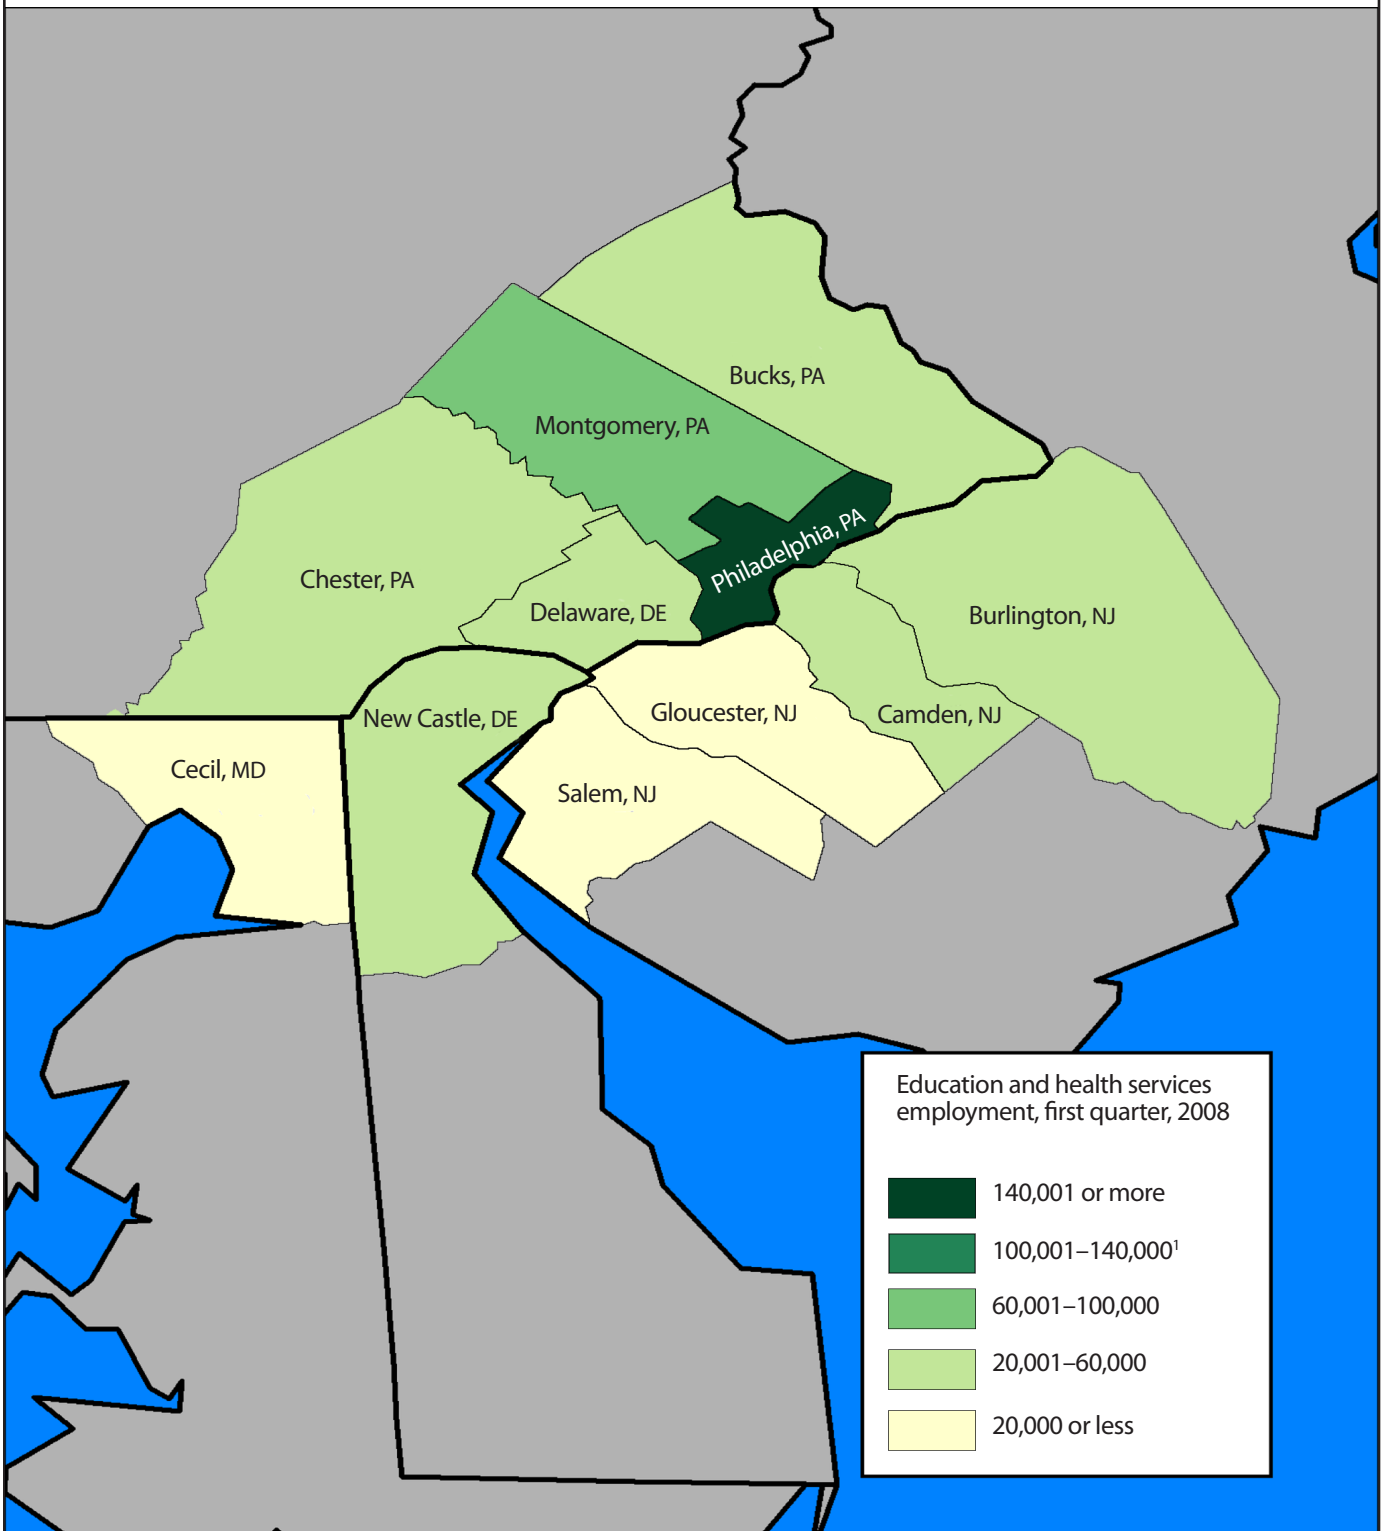 Bucks, PA
Montgomery, PA
Philadelphia, PA
Chester, PA
Delaware, DE
Burlington, NJ
New Castle, DE
Gloucester, NJ
Camden, NJ
Cecil, MD
Salem, NJ
Education and health services
employment, first quarter, 2008
140,001 or more
100,001–140,000¹
60,001–100,000
20,001–60,000
20,000 or less